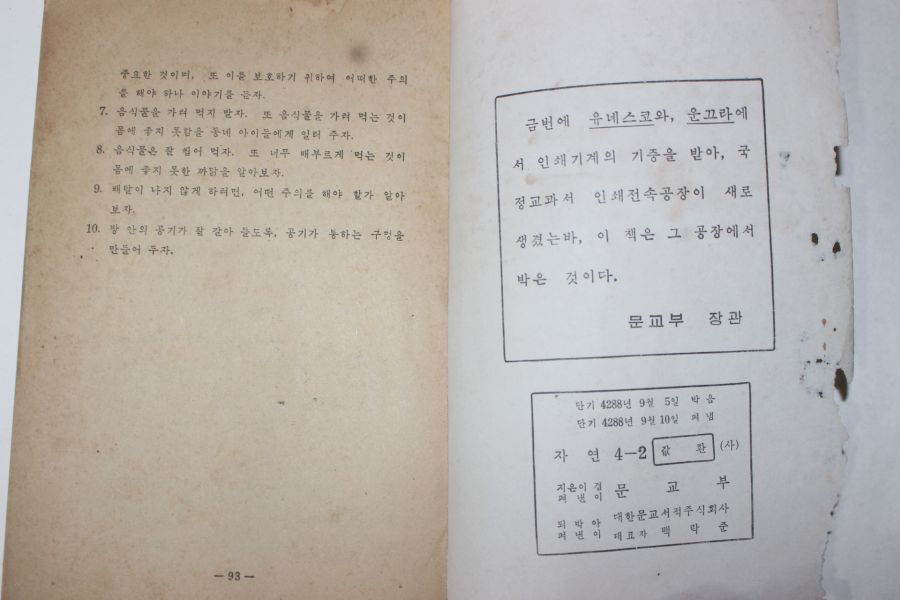 중요한 것이며, 또 이를 보호하기 위하여 어떠한 주의
를 해야 하나 이야기를 듣자.
7. 음식물을 가려 먹지 말자. 또 음식물을 가려 먹는 것이
몸에 좋지 못함을 동네 아이들에게 일러 주자.
8. 음식물은 잘 씹어 먹자. 또 너무 배부르게 먹는 것이
몸에 좋지 못한 까닭을 알아보자.
9. 배탈이 나지 않게 하려면, 어떤 주의를 해야 할가 알아
보자.
10. 방 안의 공기가 잘 갈아 들도록, 공기가 통하는 구멍을
만들어 두자.
— 93 —
금번에 유네스코와, 운끄라에
서 인쇄기계의 기증을 받아, 국
정교과서 인쇄전속공장이 새로
생겼는바, 이 책은 그 공장에서
박은 것이다.
문교부 장관
단기 4288년 9월 5일 박음
단기 4288년 9월 10일 펴냄
자연 4—2 값 환 (사)
지은이 겸
펴낸이 문교부
되박아
펴낸이 대한문교서적주식회사
대표자 백낙준